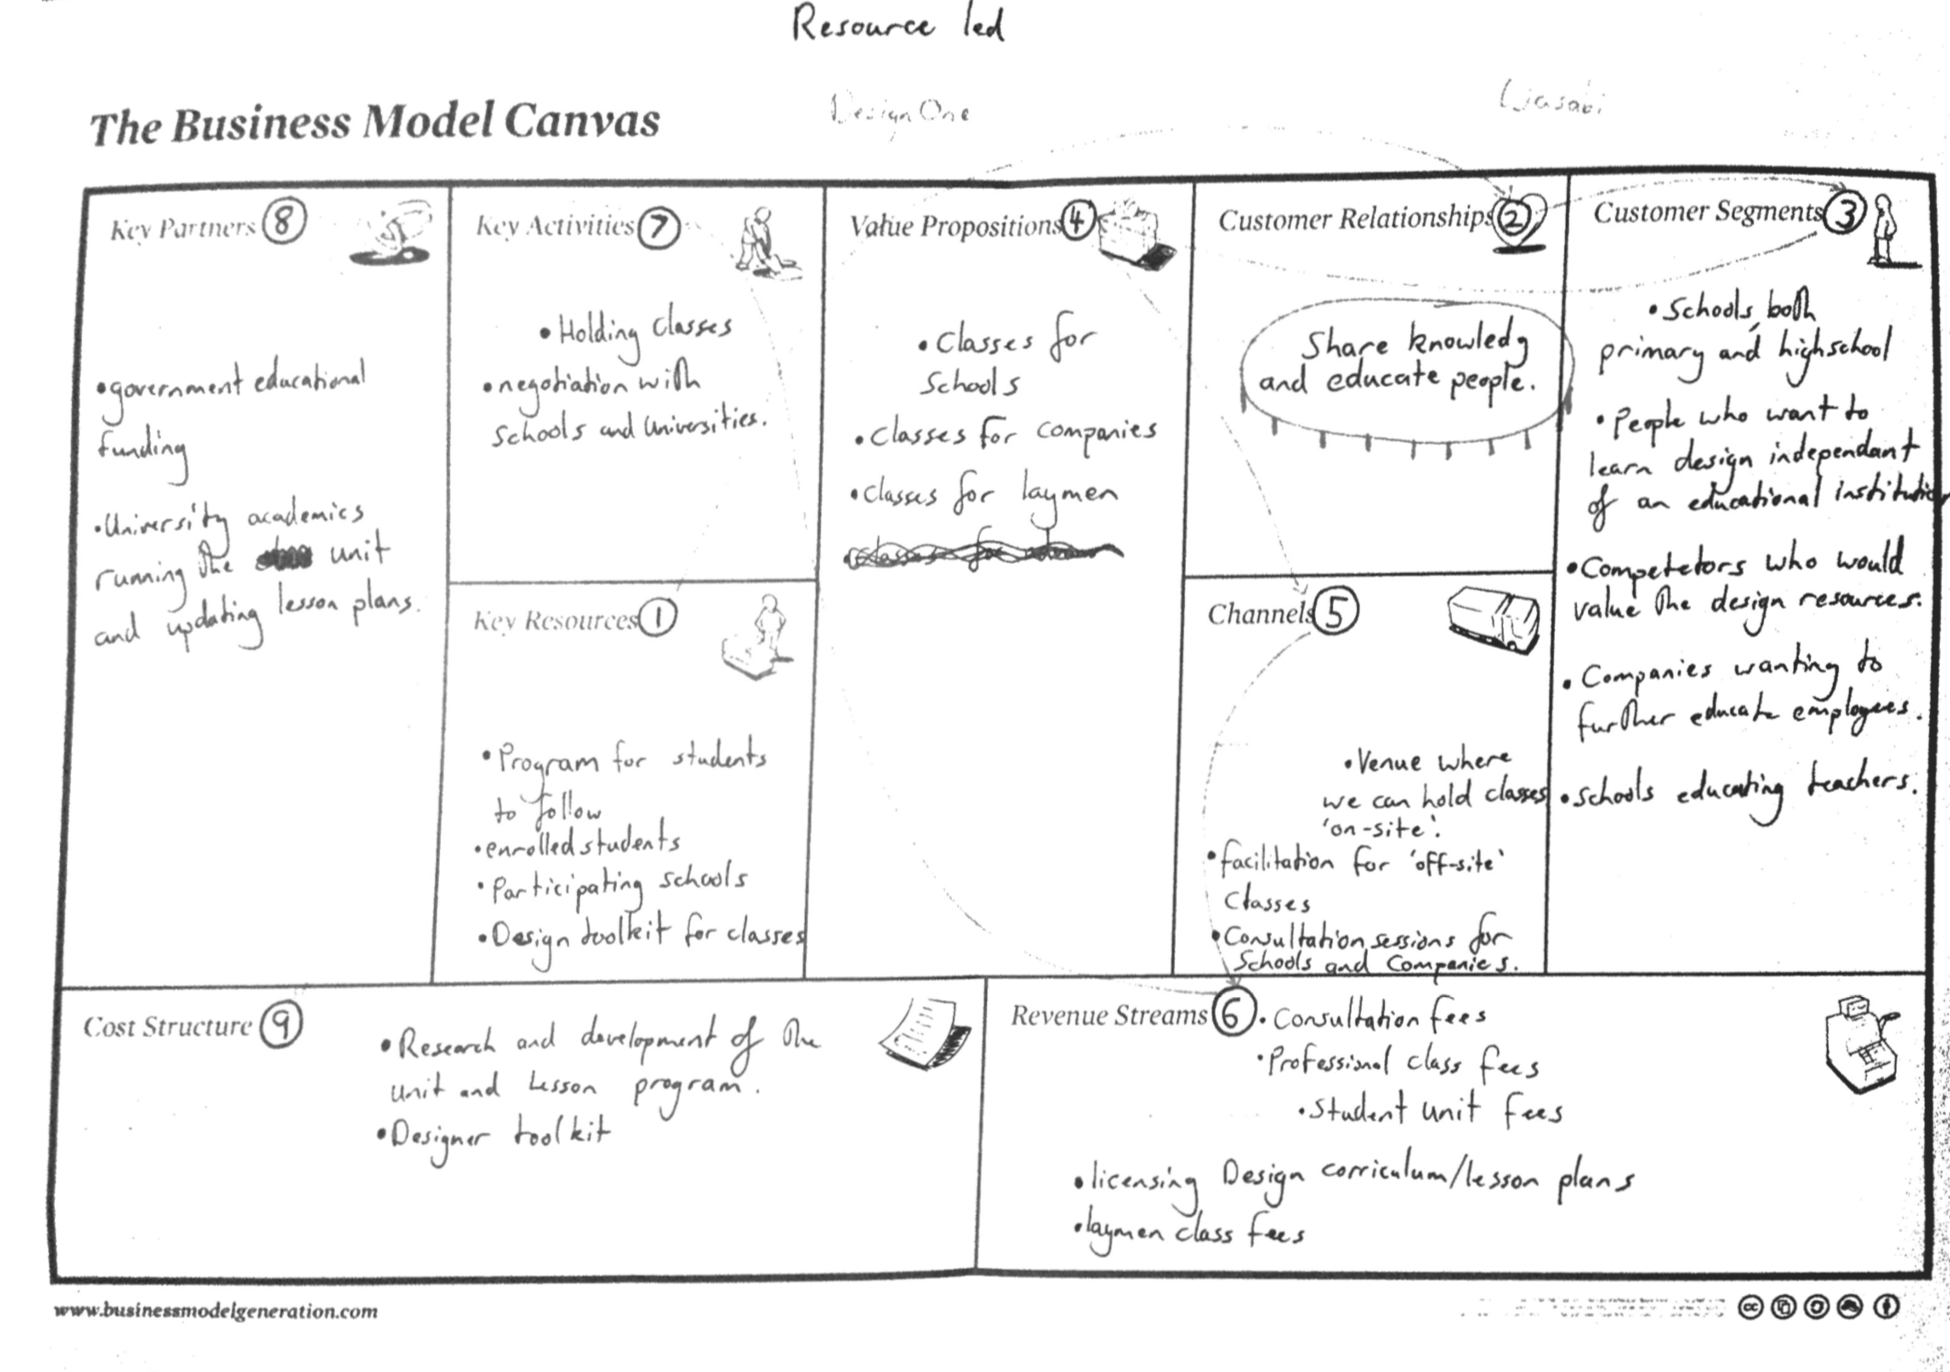 Resource led
The Business Model Canvas
Design One
Wasabi
Key Partners 8
• government educational
funding
• University academics
running the unit
and updating lesson plans.
Key Activities 7
• Holding classes
• negotiation with
Schools and Universities.
Key Resources 1
• Program for students
to follow
• enrolled students
• Participating schools
• Design toolkit for classes
Value Propositions 4
• Classes for
Schools
• Classes for companies
• Classes for laymen
Customer Relationships 2
Share knowledg
and educate people.
Channels 5
• Venue where
we can hold classes
'on-site'.
• facilitation for 'off-site'
Classes
• Consultation sessions for
Schools and Companies.
Customer Segments 3
• Schools, both
primary and highschool
• People who want to
learn design independant
of an educational institution
• Competetors who would
value the design resources.
• Companies wanting to
further educate employees.
• Schools educating teachers.
Cost Structure 9
• Research and development of the
unit and lesson program.
• Designer toolkit
Revenue Streams 6
• Consultation fees
• Professional class fees
• Student unit fees
• licensing Design corriculum/lesson plans
• laymen class fees
www.businessmodelgeneration.com
cc